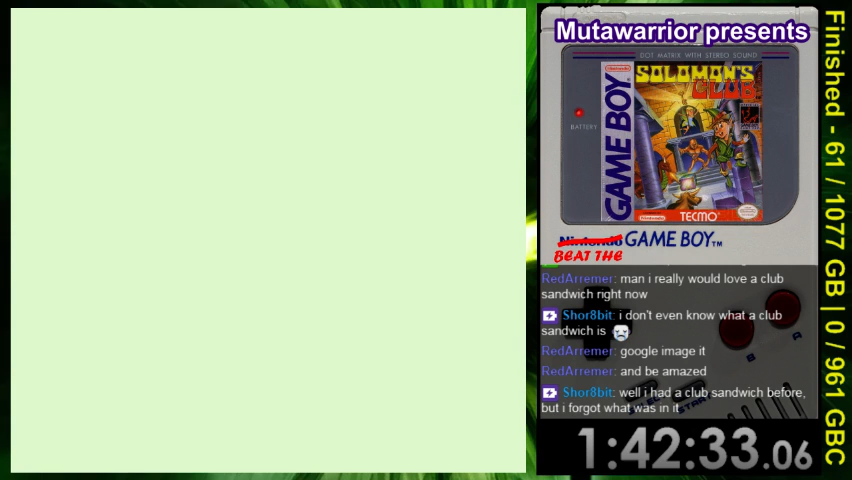 Mutawarrior presents
DOT MATRIX WITH STEREO SOUND
BATTERY
Nintendo
GAME BOY
SOLOMON'S
CLUB
TECMO
Nintendo GAME BOY™
BEAT THE
RedArremer: man i really would love a club
sandwich right now
Shor8bit: i don't even know what a club
sandwich is
RedArremer: google image it
RedArremer: and be amazed
Shor8bit: well i had a club sandwich before,
but i forgot what was in it
B
A
START
1:42:33.06
Finished - 61 / 1077 GB | 0 / 961 GBC